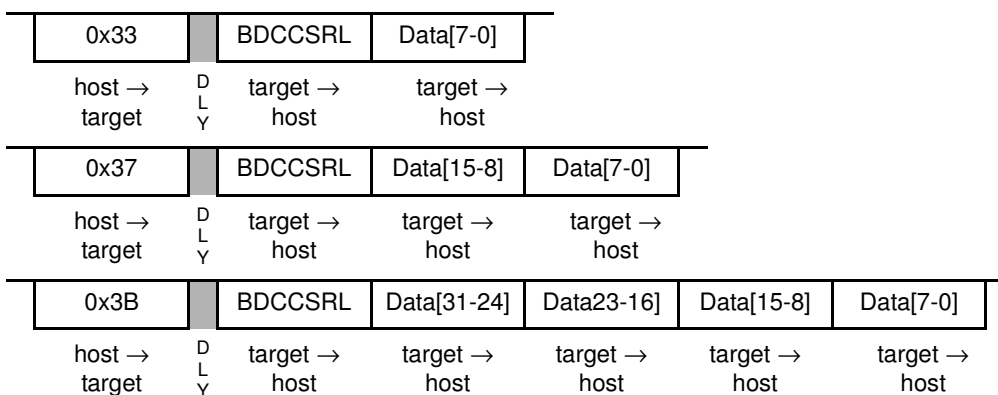 0x33 BDCCSRL Data[7-0]
host → D target → target →
target L Y host host
0x37 BDCCSRL Data[15-8] Data[7-0]
host → D target → target → target →
target L Y host host host
0x3B BDCCSRL Data[31-24] Data23-16] Data[15-8] Data[7-0]
host → D target → target → target → target → target →
target L Y host host host host host